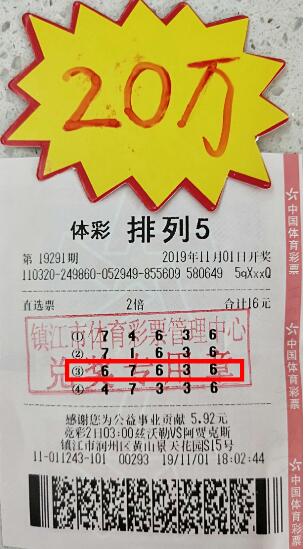 20万
体彩 排列5
第 19291期 2019年11月01日开奖
110320-249860-052949-855609 580649 5qXxxQ
直选票 2倍 合计16元
镇江市体育彩票管理中心
兑奖专用章
① 7 4 6 3 6
② 7 1 6 3 6
③ 6 7 6 3 6
④ 4 7 3 3 6
感谢您为公益事业贡献 5.92元
竞彩2日03:00兹沃勒VS阿贾克斯
镇江市润州区黄山景天花园S15号
11-011243-101 00293 19/11/01 18:02:44
中国体育彩票
中国体育彩票
中国体育彩票